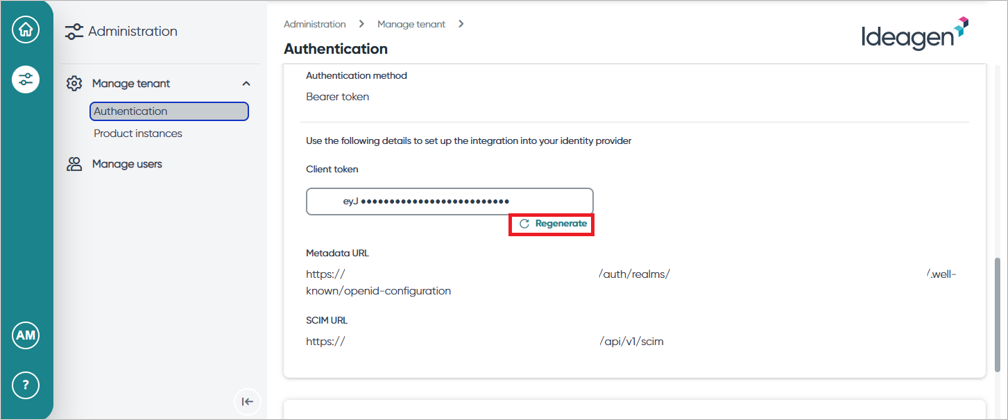 Administration
Manage tenant
Authentication
Product instances
Manage users
AM
?
Administration > Manage tenant >
Authentication
Ideagen
Authentication method
Bearer token
Use the following details to set up the integration into your identity provider
Client token
eyJ ••••••••••••••••••••••••••
Regenerate
Metadata URL
https:// /auth/realms/ /.well-
known/openid-configuration
SCIM URL
https:// /api/v1/scim